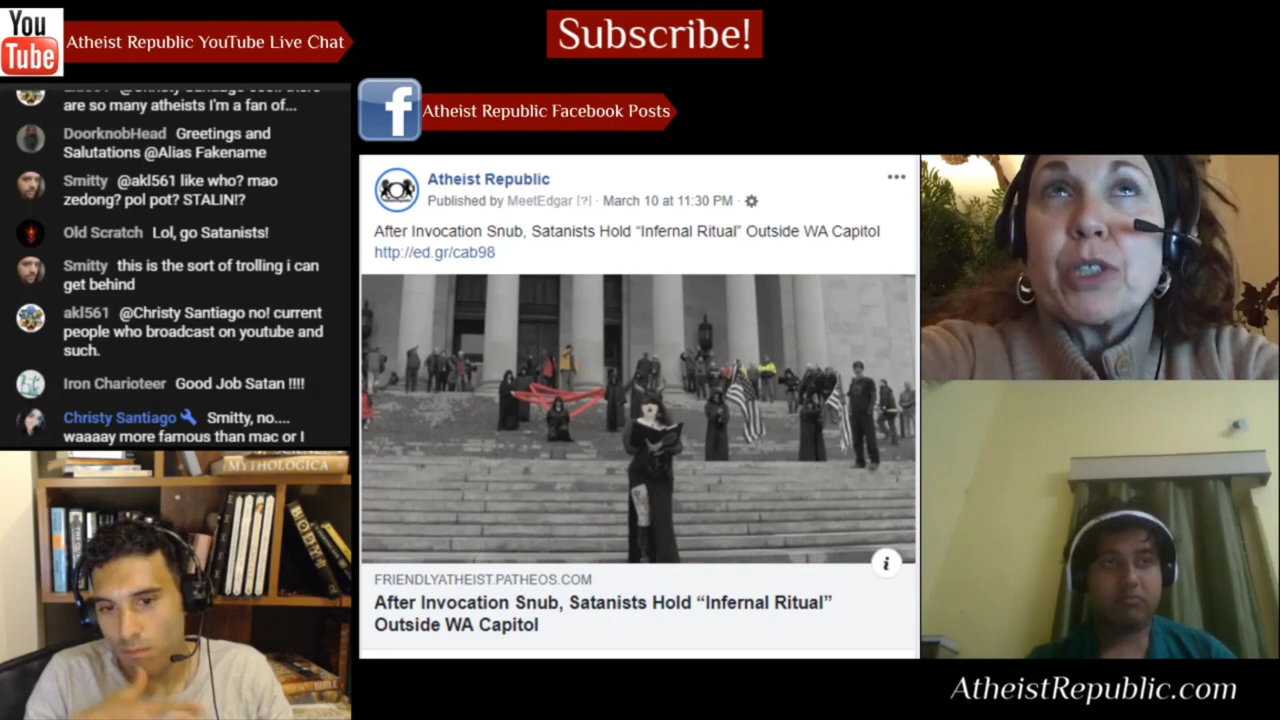 You
Tube
Atheist Republic YouTube Live Chat
Subscribe!
are so many atheists I'm a fan of...
DoorknobHead Greetings and
Salutations @Alias Fakename
Smitty @akl561 like who? mao
zedong? pol pot? STALIN!?
Old Scratch Lol, go Satanists!
Smitty this is the sort of trolling i can
get behind
akl561 @Christy Santiago no! current
people who broadcast on youtube and
such.
Iron Charioteer Good Job Satan !!!!
Christy Santiago Smitty, no....
waaaay more famous than mac or I
f
Atheist Republic Facebook Posts
Atheist Republic
Published by MeetEdgar [?] · March 10 at 11:30 PM ·
After Invocation Snub, Satanists Hold “Infernal Ritual” Outside WA Capitol
http://ed.gr/cab98
i
FRIENDLYATHEIST.PATHEOS.COM
After Invocation Snub, Satanists Hold “Infernal Ritual”
Outside WA Capitol
MYTHOLOGICA
BODY
AtheistRepublic.com